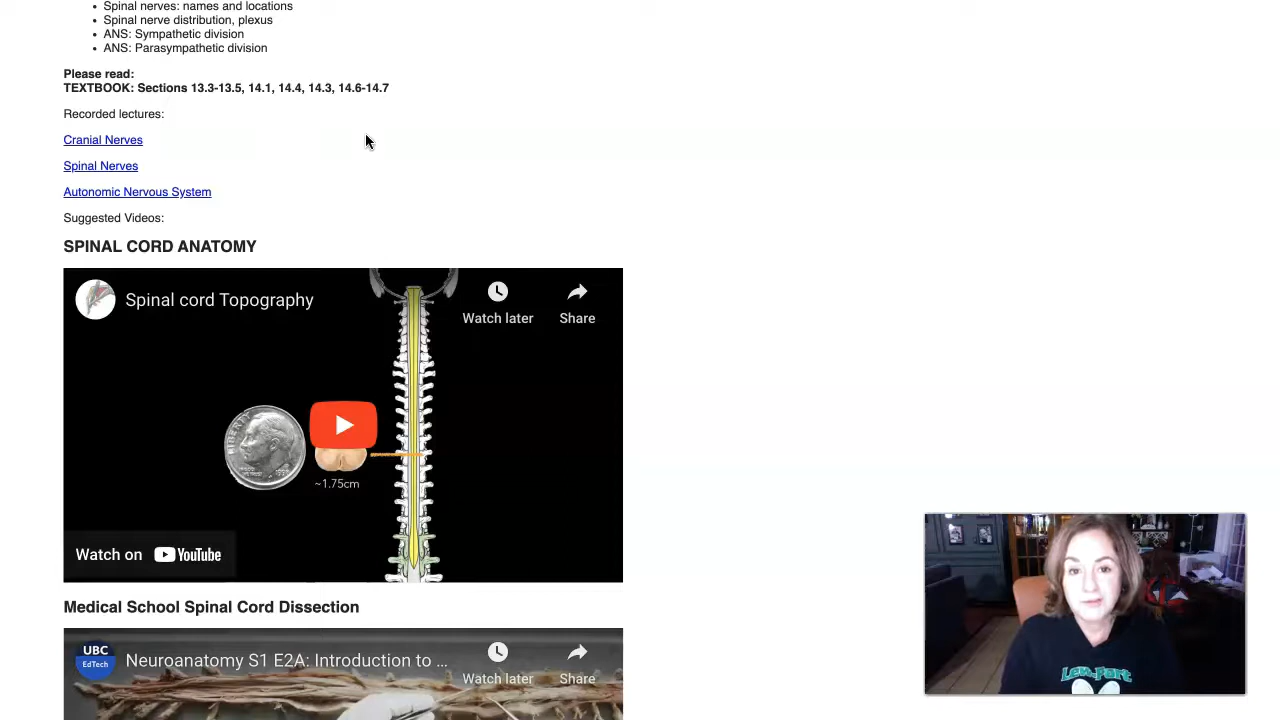 Spinal nerves: names and locations
Spinal nerve distribution, plexus
ANS: Sympathetic division
ANS: Parasympathetic division
Please read:
TEXTBOOK: Sections 13.3-13.5, 14.1, 14.4, 14.3, 14.6-14.7
Recorded lectures:
Cranial Nerves
Spinal Nerves
Autonomic Nervous System
Suggested Videos:
SPINAL CORD ANATOMY
Spinal cord Topography
Watch later
Share
LIBERTY
~1.75cm
Watch on YouTube
Medical School Spinal Cord Dissection
UBC
EdTech
Neuroanatomy S1 E2A: Introduction to ...
Watch later
Share